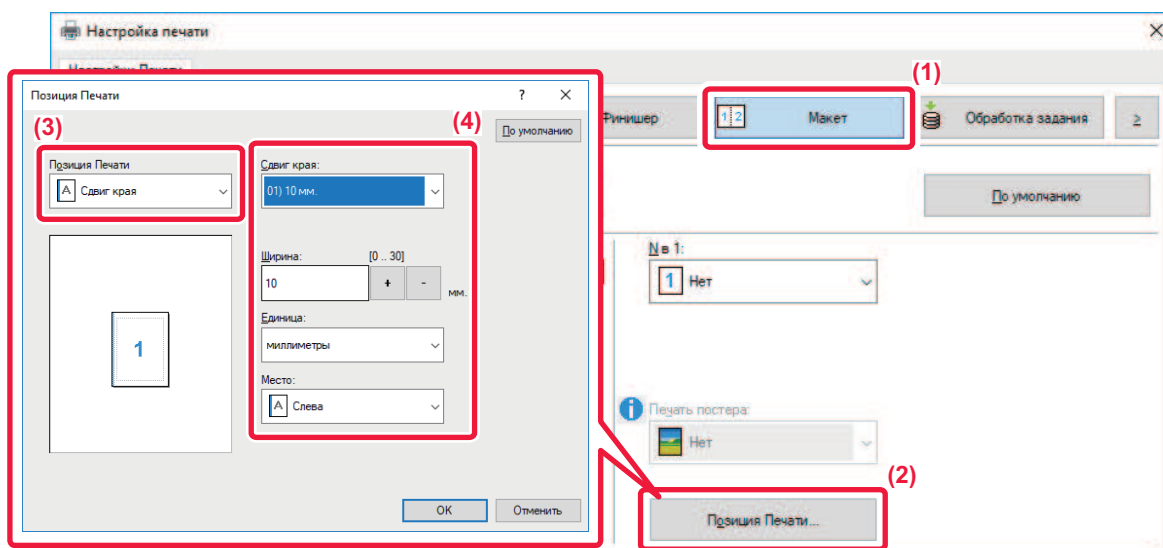 Настройка печати
Настройки Печати
(1)
Финишер
1 2
Макет
Обработка задания
≥
По умолчанию
N в 1:
1 Нет
Печать постера:
Нет
(2)
Позиция Печати...
Позиция Печати
? ×
По умолчанию
(3)
Позиция Печати
A Сдвиг края
1
(4)
Сдвиг края:
01) 10 мм.
Ширина: [0 .. 30]
10 + - мм.
Единица:
миллиметры
Место:
A Слева
OK
Отменить